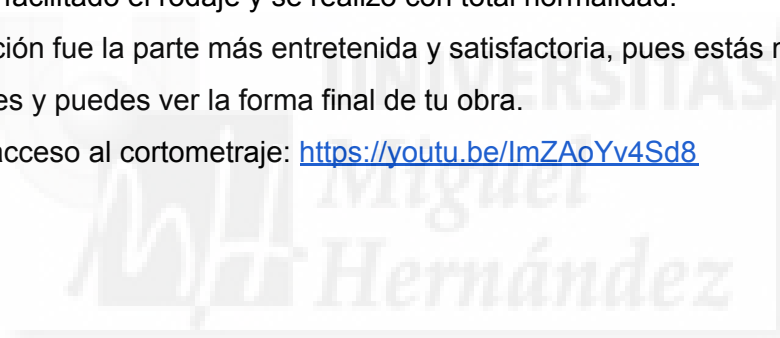 facilitado el rodaje y se realizó con total normalidad.
ción fue la parte más entretenida y satisfactoria, pues estás
es y puedes ver la forma final de tu obra.
acceso al cortometraje: https://youtu.be/ImZAoYv4Sd8
UNIVERSITAS
Miguel
Hernández